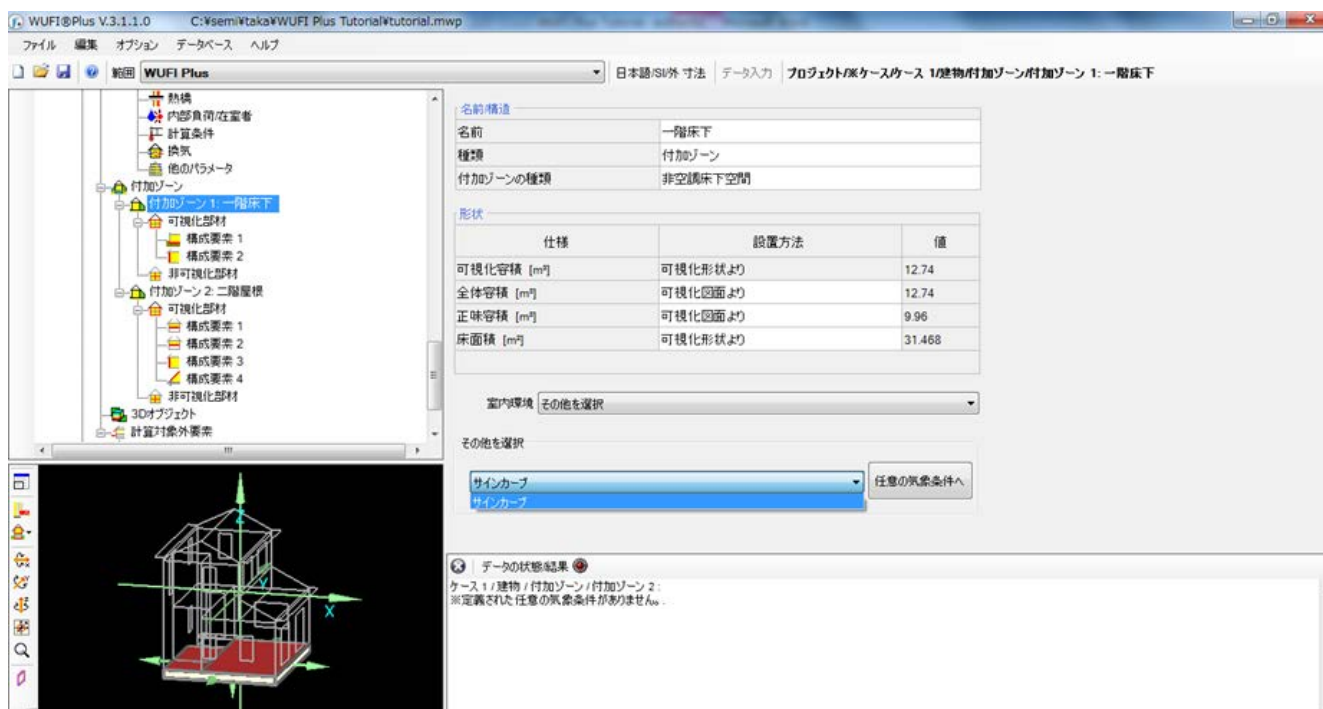 WUFI®Plus V.3.1.1.0 C:¥semi¥taka¥WUFI Plus Tutorial¥tutorial.mwp
ファイル 編集 オプション データベース ヘルプ
範囲 WUFI Plus 日本語/SI/外 寸法 データ入力 プロジェクト/※ケース/ケース 1/建物/付加ゾーン/付加ゾーン 1: 一階床下
熱橋
内部負荷/在室者
計算条件
換気
他のパラメータ
付加ゾーン
付加ゾーン 1: 一階床下
可視化部材
構成要素 1
構成要素 2
非可視化部材
付加ゾーン 2: 二階屋根
可視化部材
構成要素 1
構成要素 2
構成要素 3
構成要素 4
非可視化部材
3Dオブジェクト
計算対象外要素
名前/構造
名前 一階床下
種類 付加ゾーン
付加ゾーンの種類 非空調床下空間
形状
仕様 設置方法 値
可視化容積 [m³] 可視化形状より 12.74
全体容積 [m³] 可視化図面より 12.74
正味容積 [m³] 可視化図面より 9.96
床面積 [m²] 可視化形状より 31.468
室内環境 その他を選択
その他を選択
サインカーブ 任意の気象条件へ
サインカーブ
Z
Y
X
データの状態/結果
ケース 1 / 建物 / 付加ゾーン / 付加ゾーン 2 :
※定義された任意の気象条件がありません。.